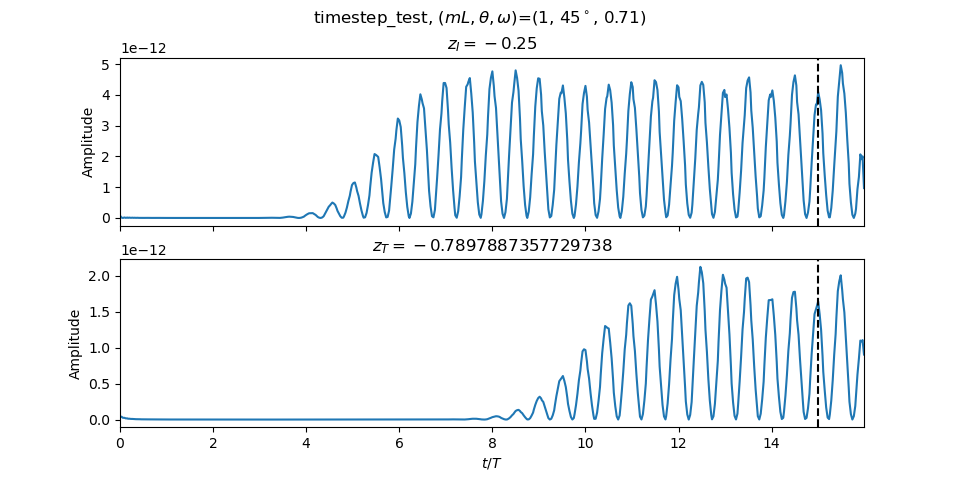 timestep_test, (mL, θ, ω)=(1, 45°, 0.71)
z_I = −0.25
1e−12
5
4
3
2
1
0
Amplitude
z_T = −0.7897887357729738
1e−12
2.0
1.5
1.0
0.5
0.0
Amplitude
0 2 4 6 8 10 12 14
t/T